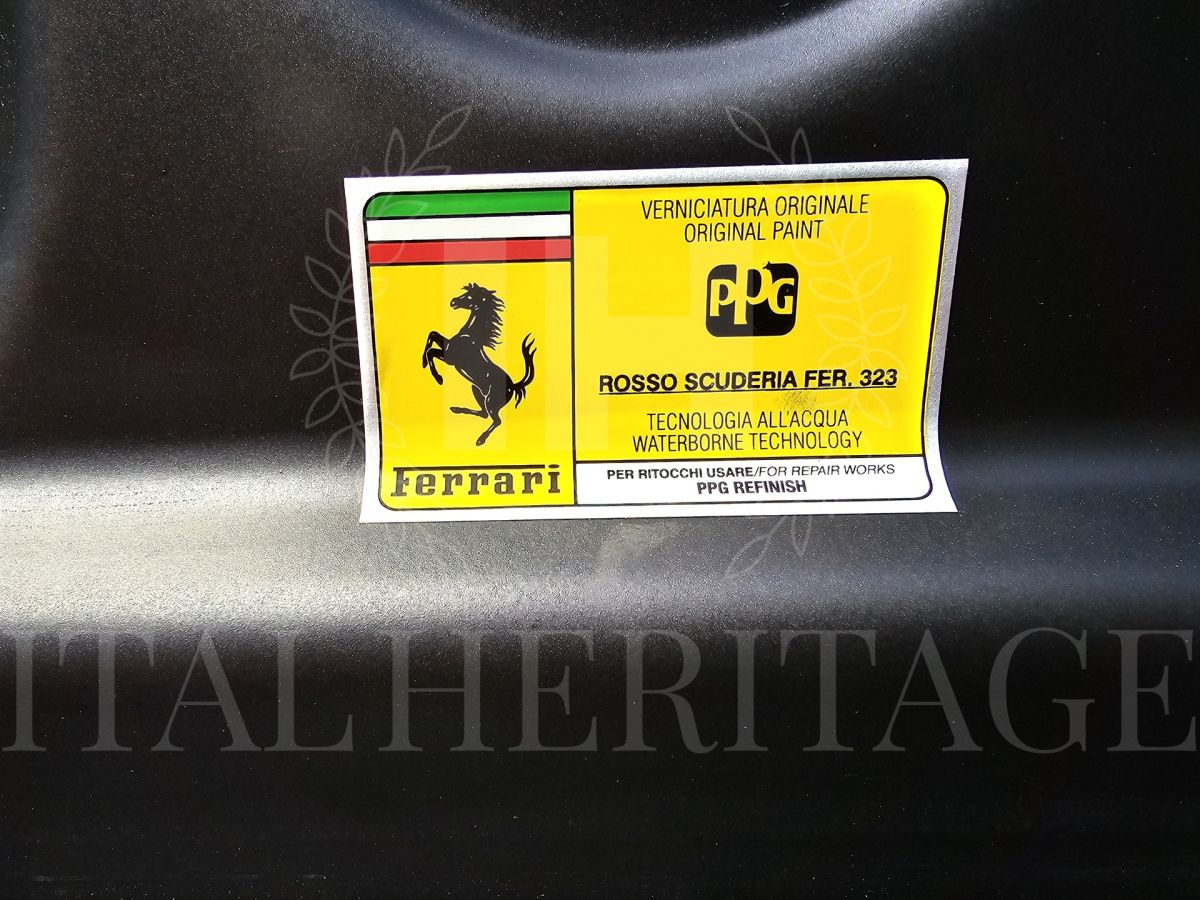 VERNICIATURA ORIGINALE
ORIGINAL PAINT
PPG
ROSSO SCUDERIA FER. 323
TECNOLOGIA ALL'ACQUA
WATERBORNE TECHNOLOGY
Ferrari
PER RITOCCHI USARE/FOR REPAIR WORKS
PPG REFINISH
ITALHERITAGE